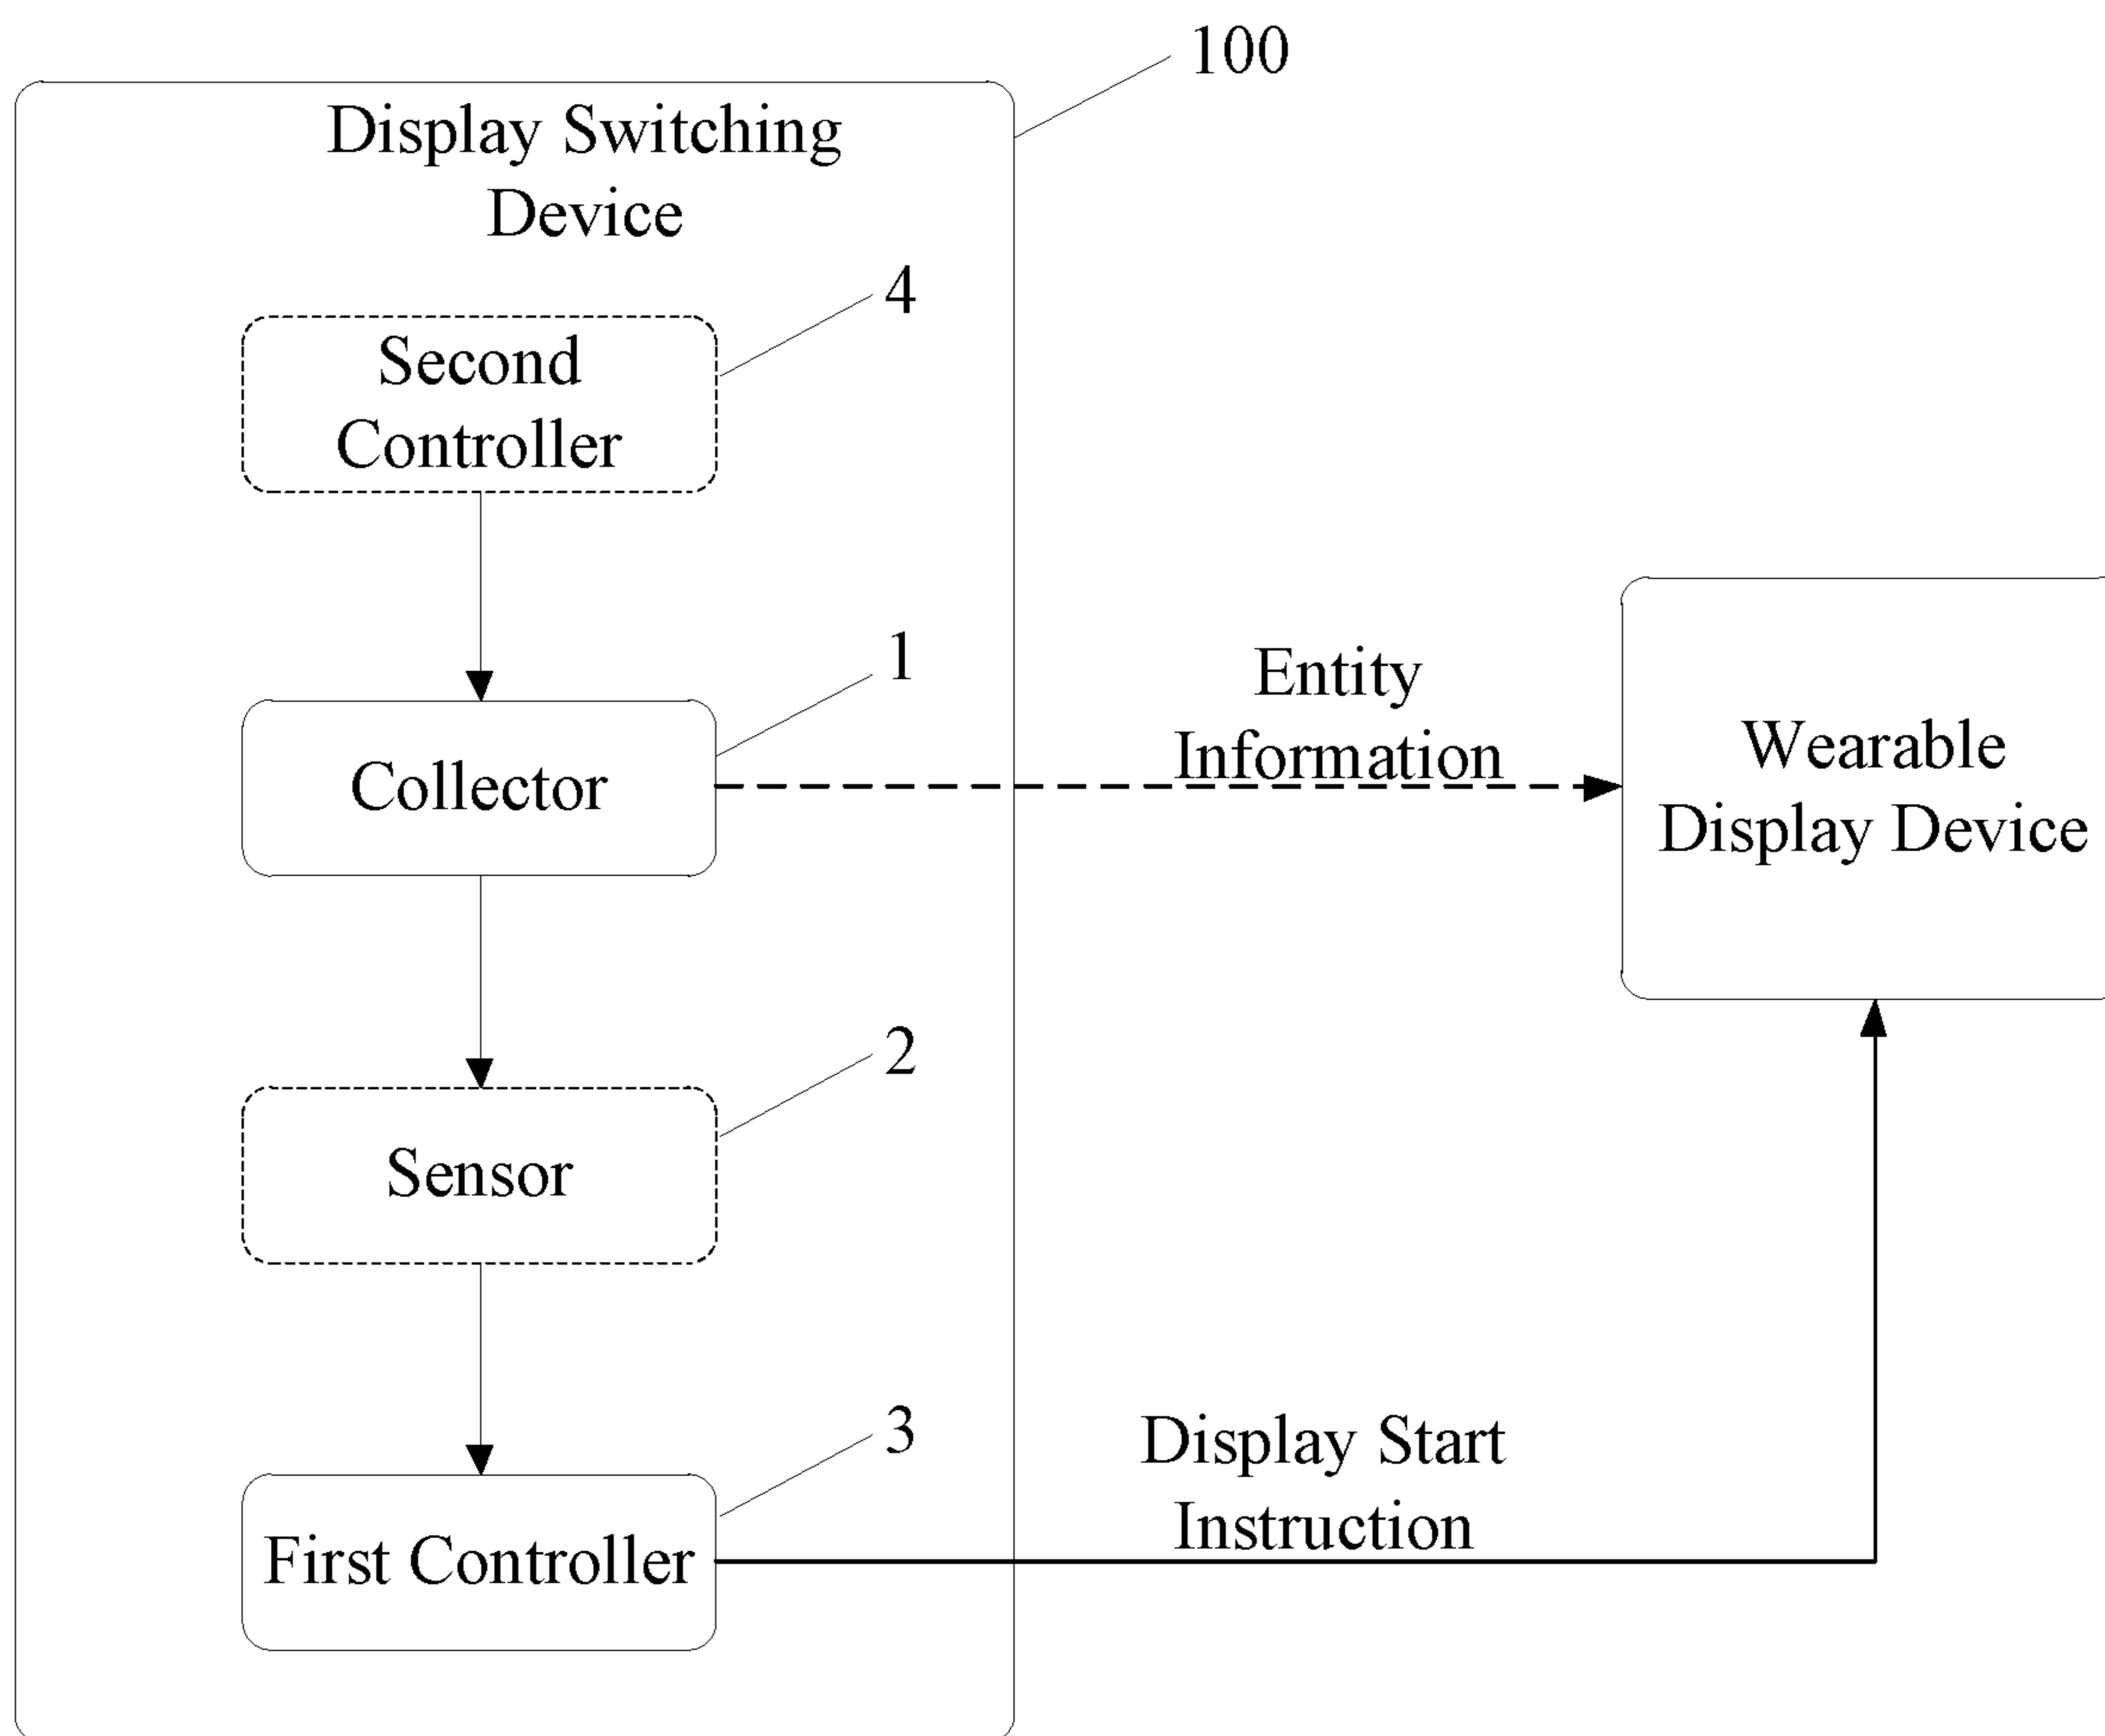 100
Display Switching
Device
4
Second
Controller
1
Collector
Entity
Information
Wearable
Display Device
2
Sensor
3
First Controller
Display Start
Instruction